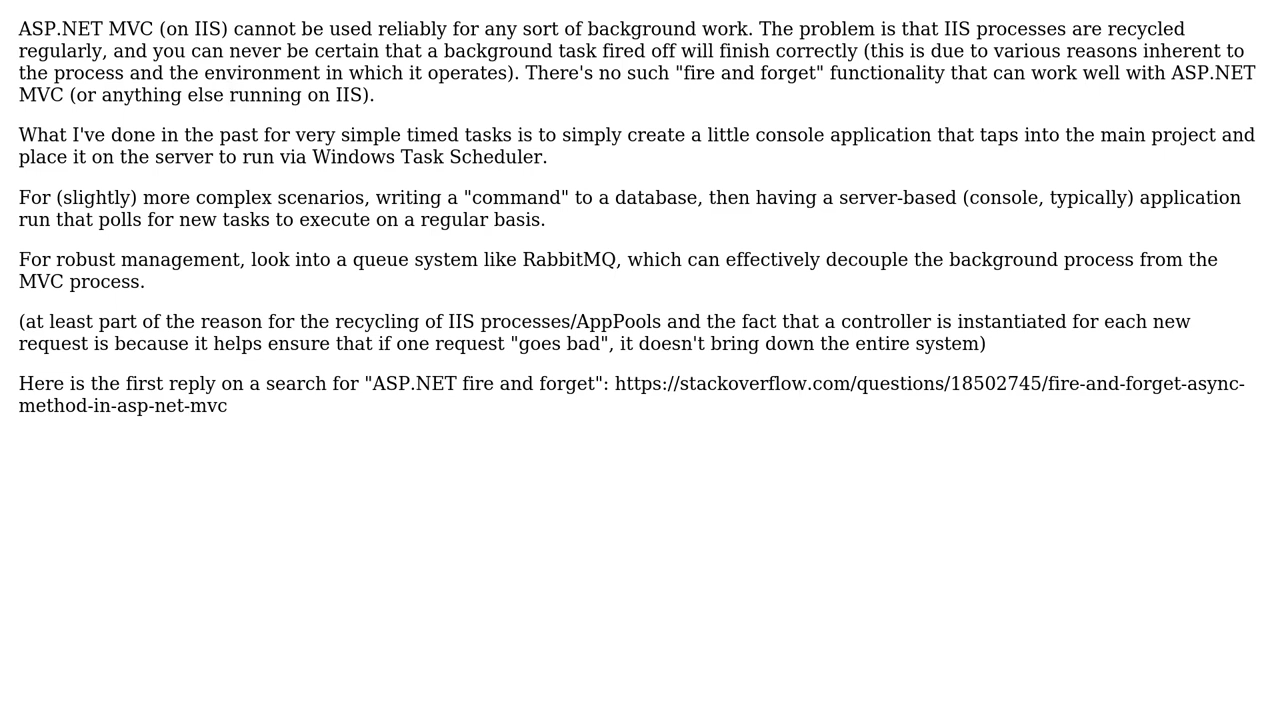 ASP.NET MVC (on IIS) cannot be used reliably for any sort of background work. The problem is that IIS processes are recycled
regularly, and you can never be certain that a background task fired off will finish correctly (this is due to various reasons inherent to
the process and the environment in which it operates). There's no such "fire and forget" functionality that can work well with ASP.NET
MVC (or anything else running on IIS).
What I've done in the past for very simple timed tasks is to simply create a little console application that taps into the main project and
place it on the server to run via Windows Task Scheduler.
For (slightly) more complex scenarios, writing a "command" to a database, then having a server-based (console, typically) application
run that polls for new tasks to execute on a regular basis.
For robust management, look into a queue system like RabbitMQ, which can effectively decouple the background process from the
MVC process.
(at least part of the reason for the recycling of IIS processes/AppPools and the fact that a controller is instantiated for each new
request is because it helps ensure that if one request "goes bad", it doesn't bring down the entire system)
Here is the first reply on a search for "ASP.NET fire and forget": https://stackoverflow.com/questions/18502745/fire-and-forget-async-
method-in-asp-net-mvc